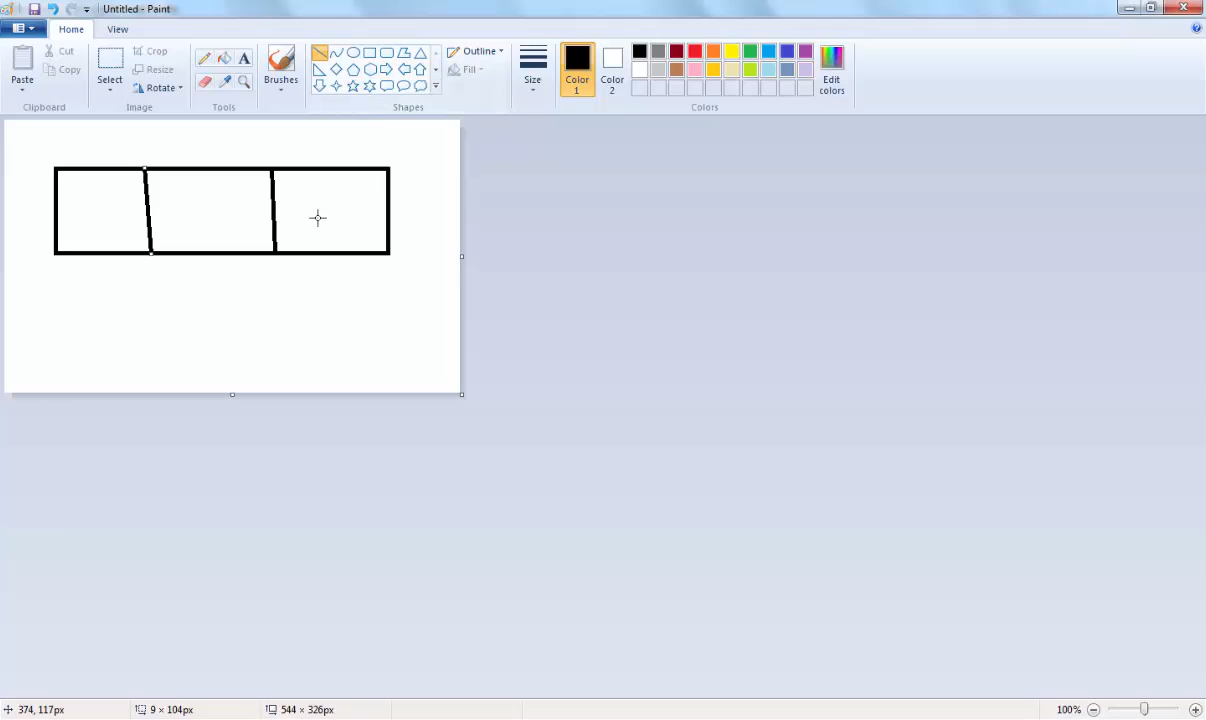 Untitled - Paint
Home View
Paste
Cut
Copy
Clipboard
Select
Crop
Resize
Rotate
Image
A
Tools
Brushes
Shapes
Outline
Fill
Size
Color 1
Color 2
Edit colors
Colors
374, 117px
9 × 104px
544 × 326px
100%